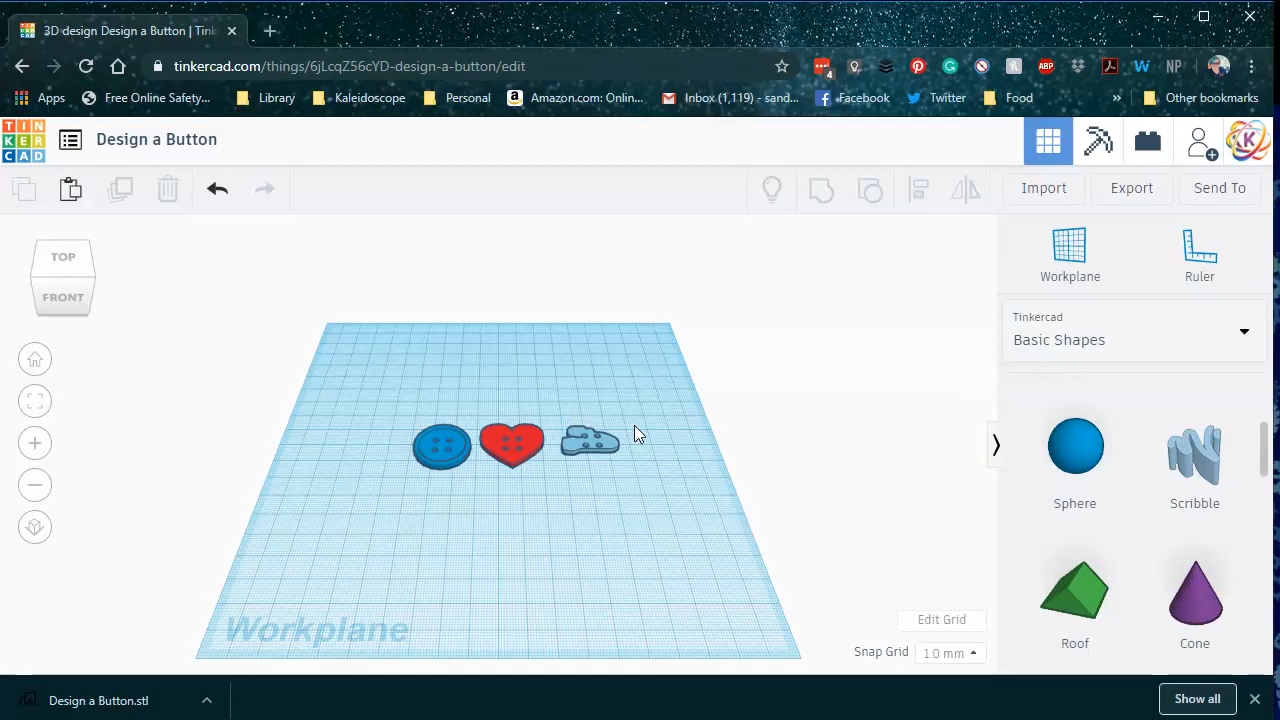 3D design Design a Button | Tink
tinkercad.com/things/6jLcqZ56cYD-design-a-button/edit
4
ABP
NP
Apps
Free Online Safety...
Library
Kaleidoscope
Personal
Amazon.com: Onlin...
Inbox (1,119) - sand...
Facebook
Twitter
Food
»
Other bookmarks
TIN
KER
CAD
Design a Button
K
Import
Export
Send To
TOP
FRONT
Workplane
Ruler
Tinkercad
Basic Shapes
Sphere
Scribble
Roof
Cone
Workplane
Edit Grid
Snap Grid
1.0 mm
Design a Button.stl
Show all